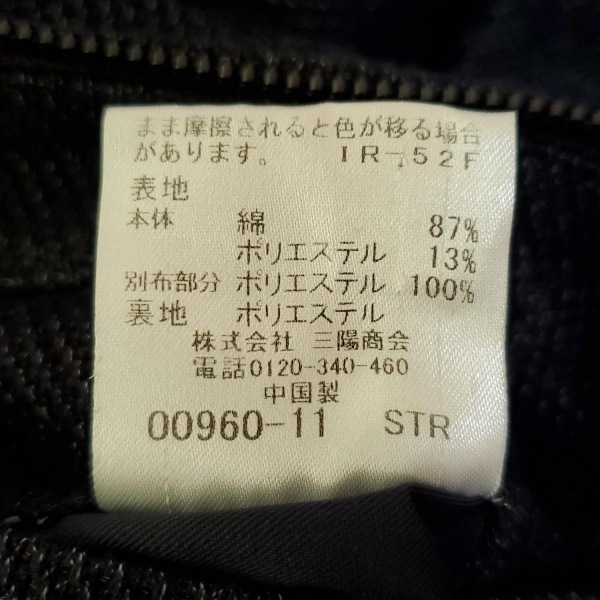 まま摩擦されると色が移る場合
があります。 IR-52F
表地
本体 綿 87%
ポリエステル 13%
別布部分 ポリエステル 100%
裏地 ポリエステル
株式会社 三陽商会
電話0120-340-460
中国製
00960-11 STR